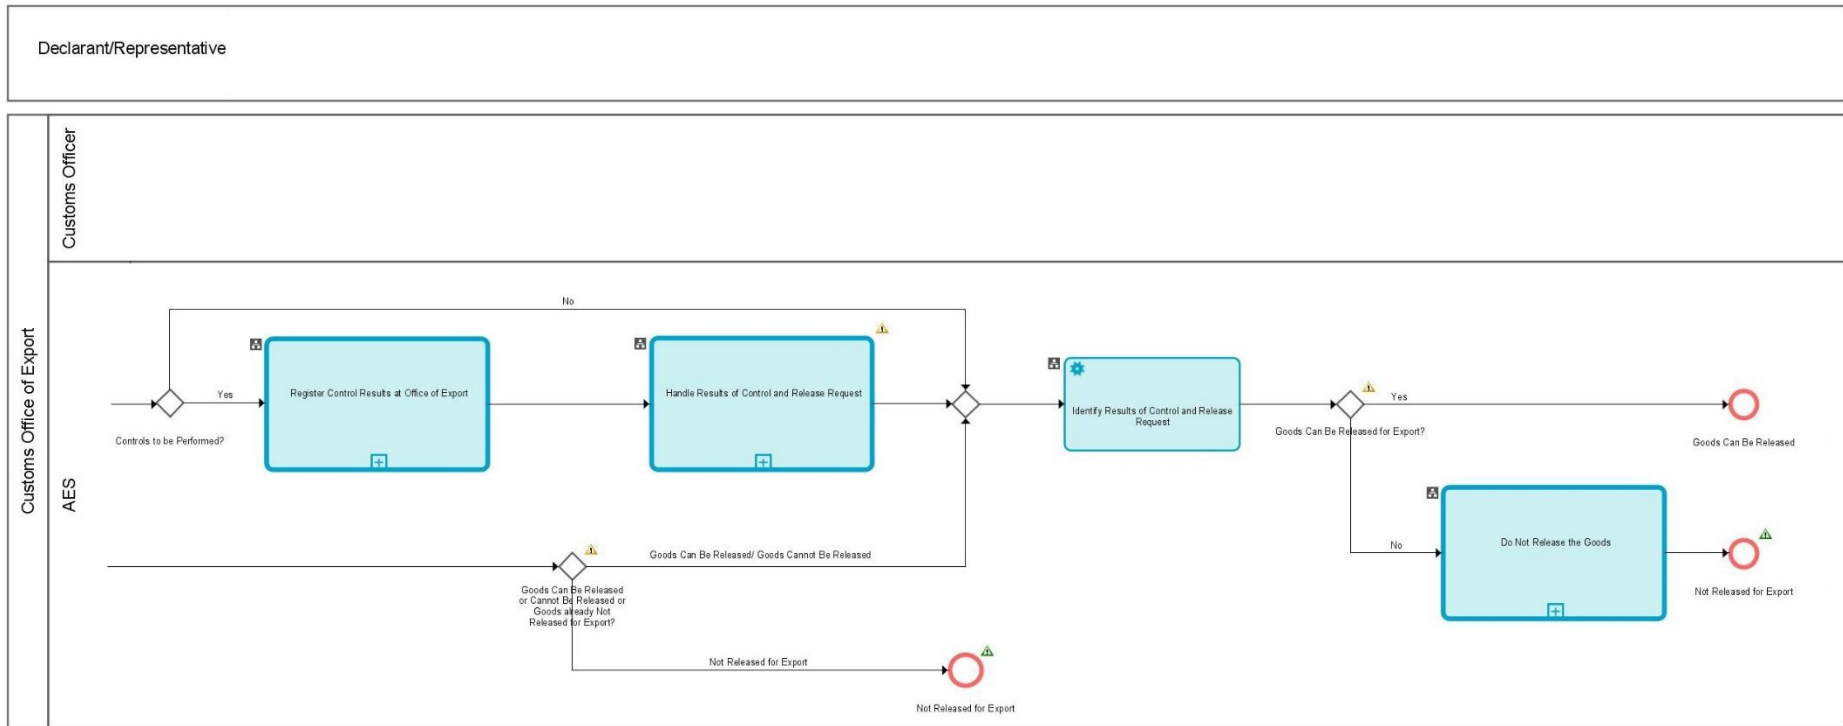 Declarant/Representative
Customs Office of Export
Customs Officer
AES
No
Yes
Controls to be Performed?
Register Control Results at Office of Export
Handle Results of Control and Release Request
Identify Results of Control and Release
Request
Goods Can Be Released for Export?
Yes
Goods Can Be Released
No
Do Not Release the Goods
Not Released for Export
Goods Can Be Released/ Goods Cannot Be Released
Goods Can Be Released
or Cannot Be Released or
Goods already Not
Released for Export?
Not Released for Export
Not Released for Export